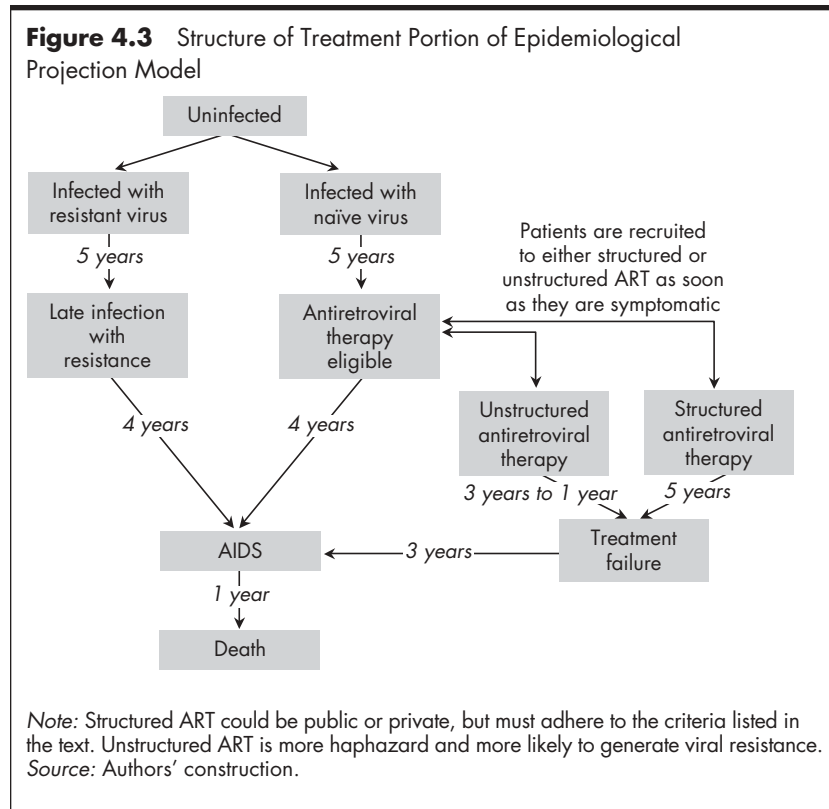 Figure 4.3 Structure of Treatment Portion of Epidemiological
Projection Model
Uninfected
Infected with
resistant virus
Infected with
naïve virus
Patients are recruited
to either structured or
unstructured ART as soon
as they are symptomatic
5 years
5 years
Late infection
with
resistance
Antiretroviral
therapy
eligible
Unstructured
antiretroviral
therapy
Structured
antiretroviral
therapy
4 years
4 years
3 years to 1 year
5 years
AIDS
3 years
Treatment
failure
1 year
Death
Note: Structured ART could be public or private, but must adhere to the criteria listed in
the text. Unstructured ART is more haphazard and more likely to generate viral resistance.
Source: Authors' construction.